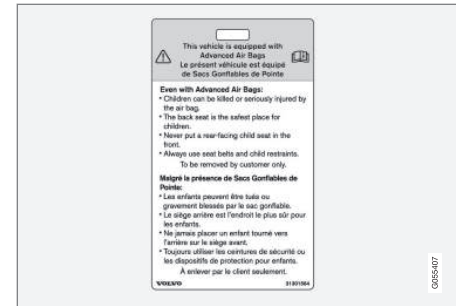 This vehicle is equipped with
Advanced Air Bags
Le présent véhicule est équipé
de Sacs Gonflables de Pointe
Even with Advanced Air Bags:
• Children can be killed or seriously injured by
the air bag.
• The back seat is the safest place for
children.
• Never put a rear-facing child seat in the
front.
• Always use seat belts and child restraints.
To be removed by customer only.
Malgré la présence de Sacs Gonflables de
Pointe:
• Les enfants peuvent être tués ou
gravement blessés par le sac gonflable.
• Le siège arrière est l'endroit le plus sûr pour
les enfants.
• Ne jamais placer un enfant tourné vers
l'arrière sur le siège avant.
• Toujours utiliser les ceintures de sécurité ou
les dispositifs de protection pour enfants.
À enlever par le client seulement.
VOLVO 31301564
G055407